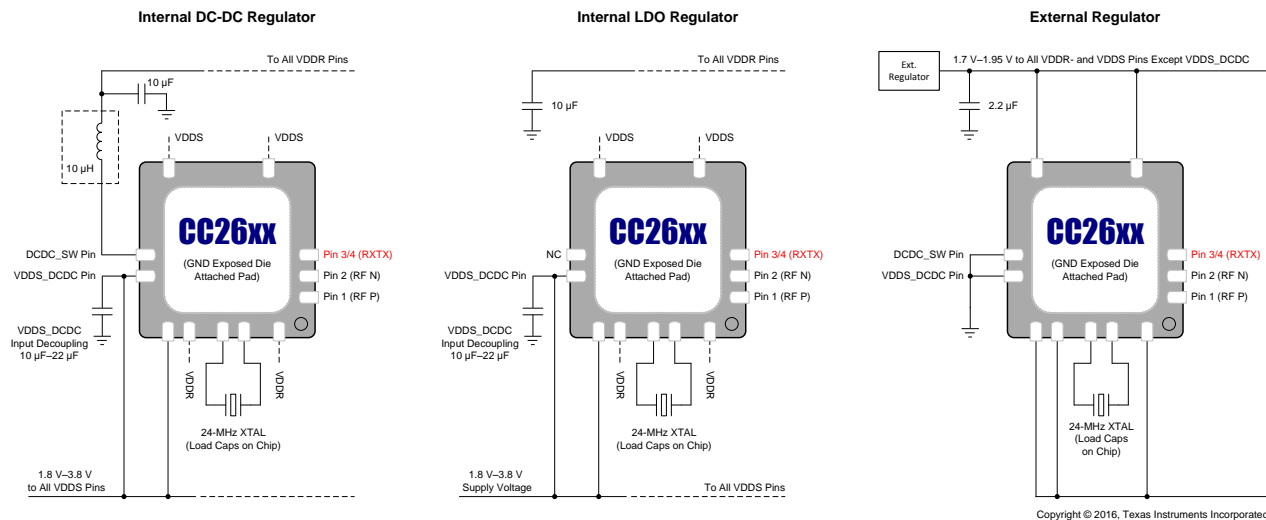 Internal DC-DC Regulator
To All VDDR Pins
10 µF
10 µH
VDDS
VDDS
CC26xx
(GND Exposed Die
Attached Pad)
DCDC_SW Pin
VDDS_DCDC Pin
Pin 3/4 (RXTX)
Pin 2 (RF N)
Pin 1 (RF P)
VDDS_DCDC
Input Decoupling
10 µF–22 µF
VDDR
VDDR
24-MHz XTAL
(Load Caps on Chip)
1.8 V–3.8 V
to All VDDS Pins
Internal LDO Regulator
To All VDDR Pins
10 µF
VDDS
VDDS
CC26xx
(GND Exposed Die
Attached Pad)
NC
VDDS_DCDC Pin
Pin 3/4 (RXTX)
Pin 2 (RF N)
Pin 1 (RF P)
VDDS_DCDC
Input Decoupling
10 µF–22 µF
VDDR
VDDR
24-MHz XTAL
(Load Caps on Chip)
1.8 V–3.8 V
Supply Voltage
To All VDDS Pins
External Regulator
Ext.
Regulator
1.7 V–1.95 V to All VDDR- and VDDS Pins Except VDDS_DCDC
2.2 µF
CC26xx
(GND Exposed Die
Attached Pad)
DCDC_SW Pin
VDDS_DCDC Pin
Pin 3/4 (RXTX)
Pin 2 (RF N)
Pin 1 (RF P)
24-MHz XTAL
(Load Caps
on Chip)
Copyright © 2016, Texas Instruments Incorporated